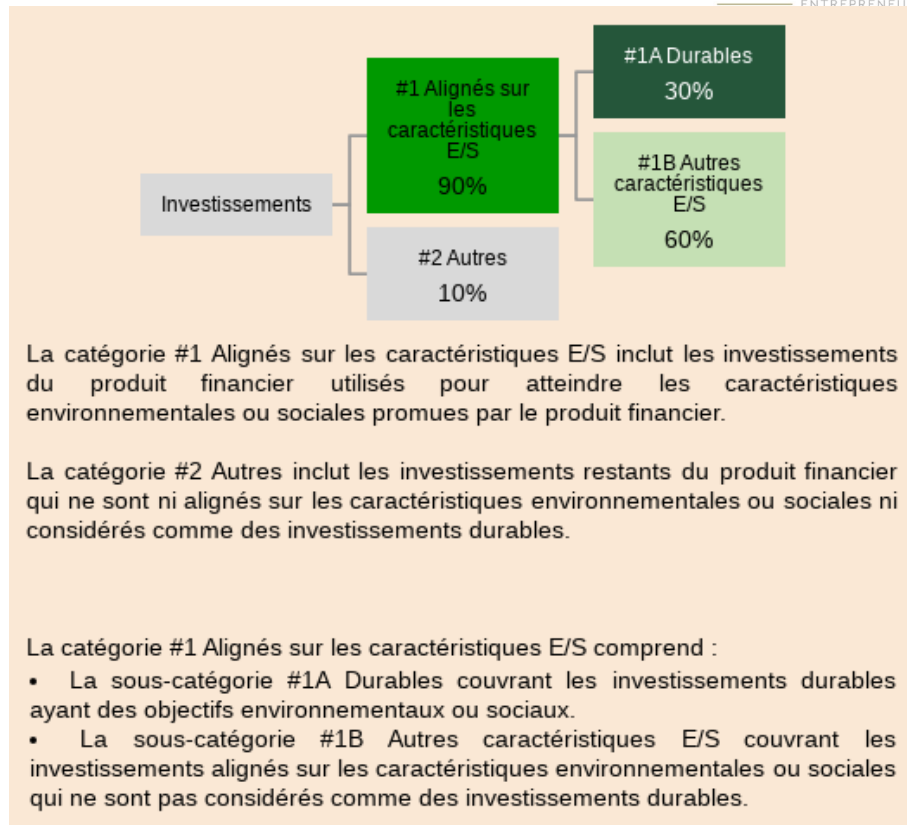 ENTREPRENEU
#1A Durables
30%
#1 Alignés sur
les
caractéristiques
E/S
90%
#1B Autres
caractéristiques
E/S
60%
Investissements
#2 Autres
10%
La catégorie #1 Alignés sur les caractéristiques E/S inclut les investissements
du produit financier utilisés pour atteindre les caractéristiques
environnementales ou sociales promues par le produit financier.
La catégorie #2 Autres inclut les investissements restants du produit financier
qui ne sont ni alignés sur les caractéristiques environnementales ou sociales ni
considérés comme des investissements durables.
La catégorie #1 Alignés sur les caractéristiques E/S comprend :
• La sous-catégorie #1A Durables couvrant les investissements durables
ayant des objectifs environnementaux ou sociaux.
• La sous-catégorie #1B Autres caractéristiques E/S couvrant les
investissements alignés sur les caractéristiques environnementales ou sociales
qui ne sont pas considérés comme des investissements durables.